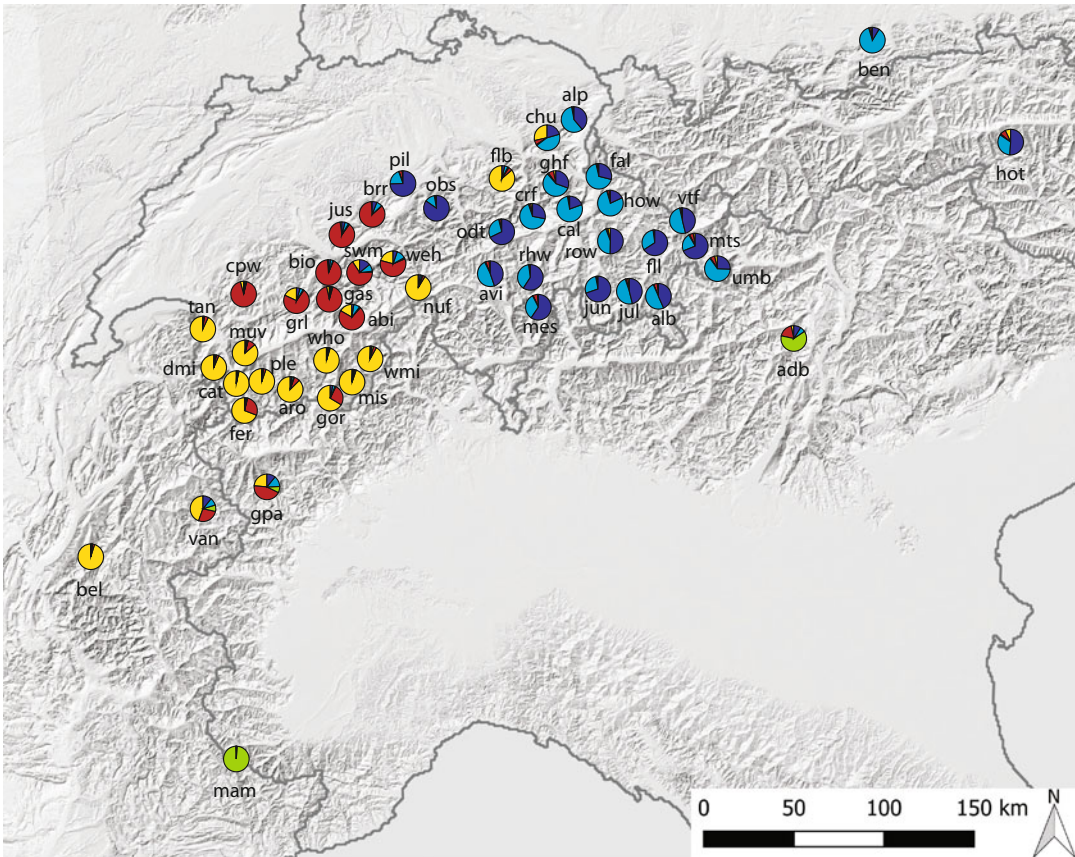 ben
alp
chu
hot
flb
ghf
fal
pil
brr
obs
crf
how
vtf
jus
odt
cal
row
mts
swm
weh
rhw
fll
umb
bio
cpw
avi
gas
nuf
jun
jul
alb
grl
abi
mes
tan
muv
who
adb
dmi
ple
wmi
cat
aro
mis
gor
fer
gpa
van
bel
mam
0 50 100 150 km
N